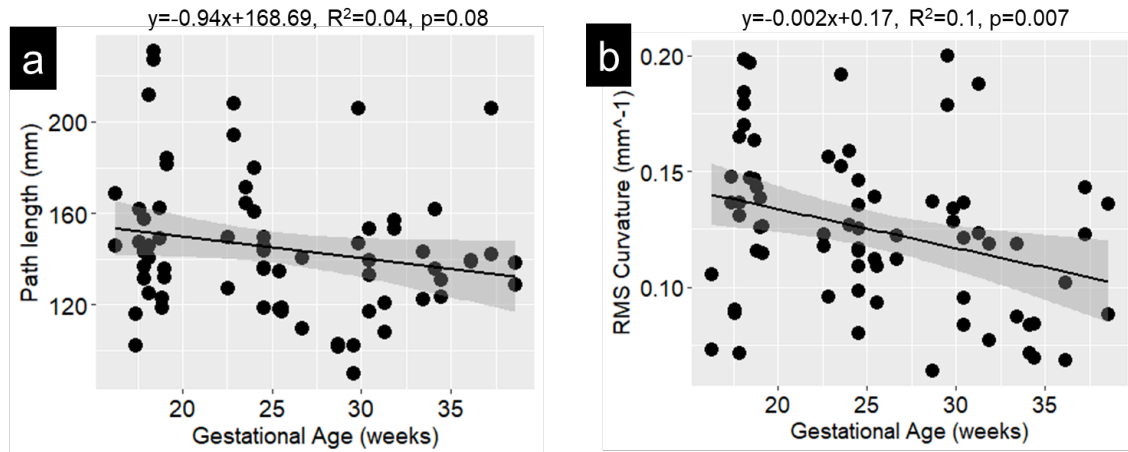 y=-0.94x+168.69, R²=0.04, p=0.08
a
Path length (mm)
200
160
120
20 25 30 35
Gestational Age (weeks)
y=-0.002x+0.17, R²=0.1, p=0.007
b
RMS Curvature (mm^-1)
0.20
0.15
0.10
20 25 30 35
Gestational Age (weeks)